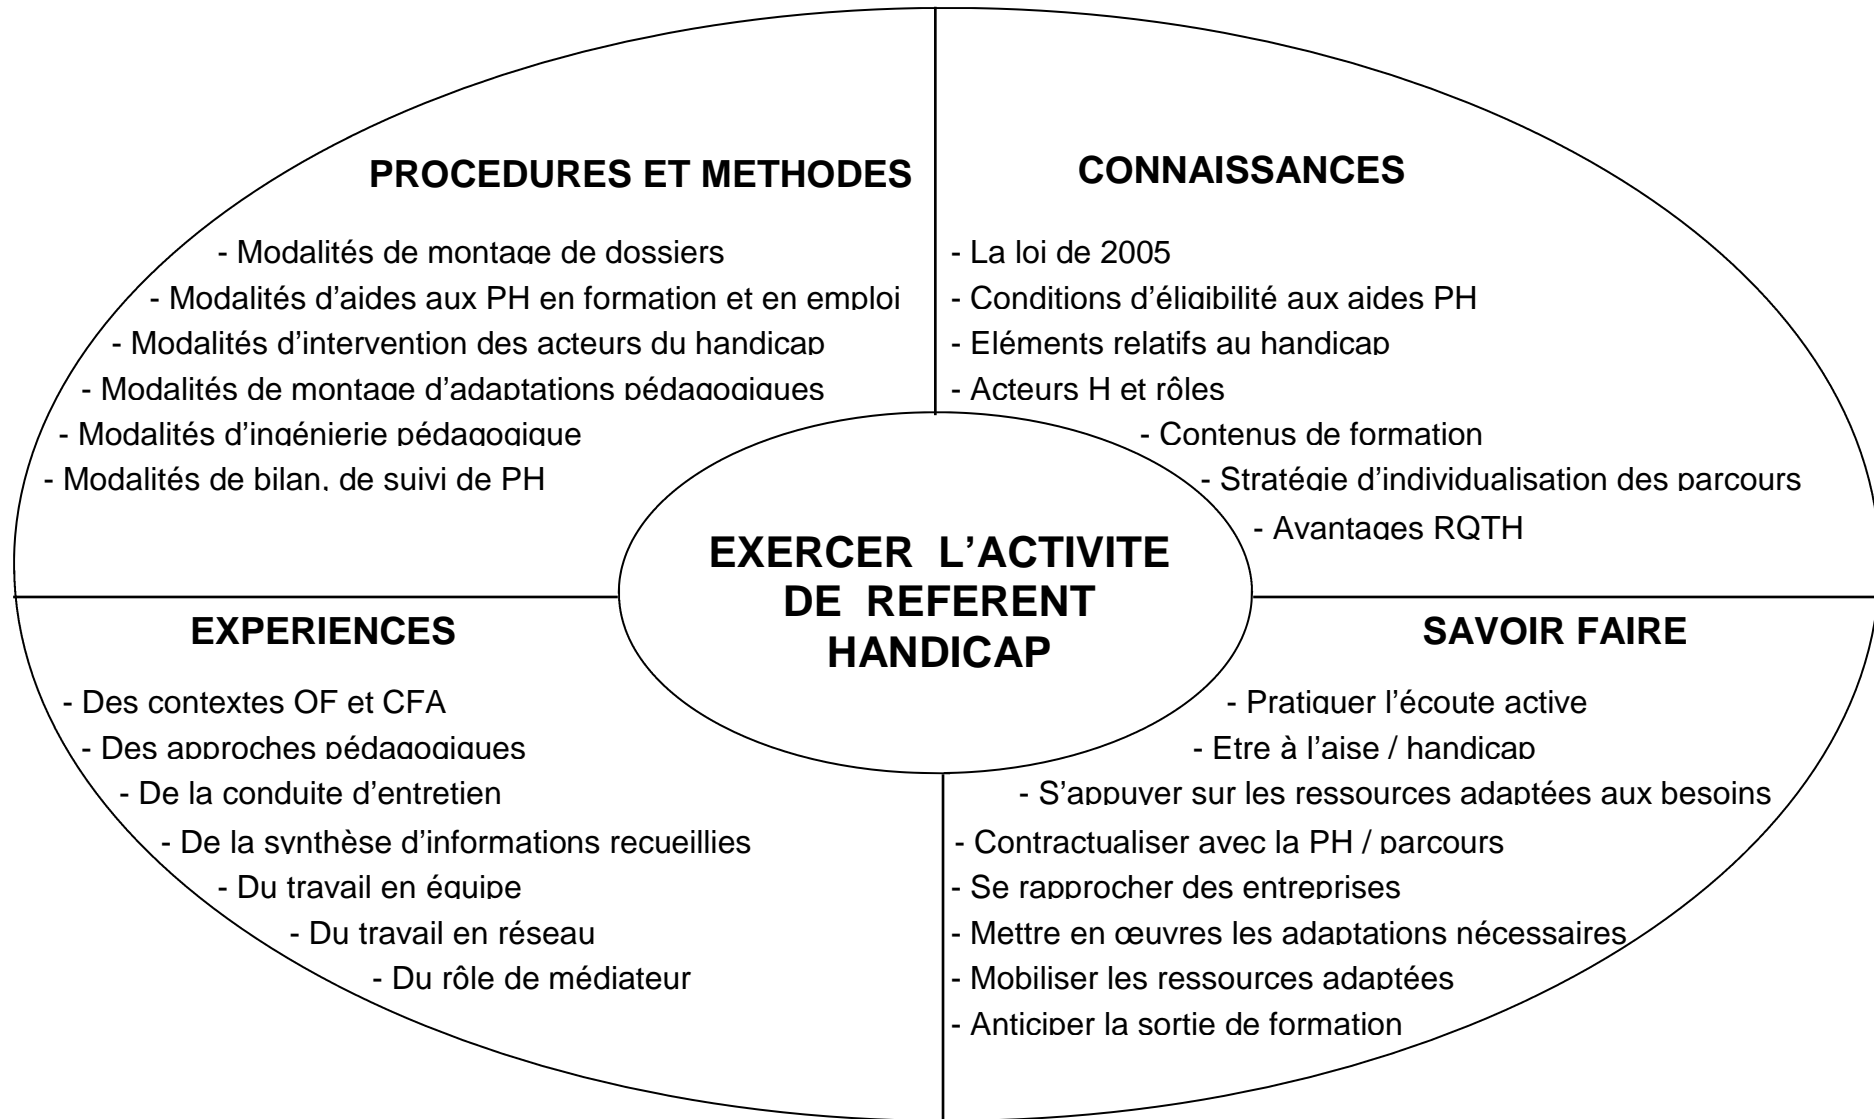 PROCEDURES ET METHODES
- Modalités de montage de dossiers
- Modalités d’aides aux PH en formation et en emploi
- Modalités d’intervention des acteurs du handicap
- Modalités de montage d’adaptations pédagogiques
- Modalités d’ingénierie pédagogique
- Modalités de bilan, de suivi de PH
CONNAISSANCES
- La loi de 2005
- Conditions d’éligibilité aux aides PH
- Eléments relatifs au handicap
- Acteurs H et rôles
- Contenus de formation
- Stratégie d’individualisation des parcours
- Avantages RQTH
EXERCER L’ACTIVITE
DE REFERENT
HANDICAP
EXPERIENCES
- Des contextes OF et CFA
- Des approches pédagogiques
- De la conduite d’entretien
- De la synthèse d’informations recueillies
- Du travail en équipe
- Du travail en réseau
- Du rôle de médiateur
SAVOIR FAIRE
- Pratiquer l’écoute active
- Etre à l’aise / handicap
- S’appuyer sur les ressources adaptées aux besoins
- Contractualiser avec la PH / parcours
- Se rapprocher des entreprises
- Mettre en œuvres les adaptations nécessaires
- Mobiliser les ressources adaptées
- Anticiper la sortie de formation